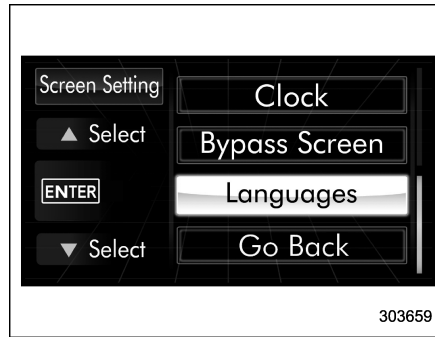 Screen Setting
Clock
▲ Select
Bypass Screen
ENTER
Languages
▼ Select
Go Back
303659